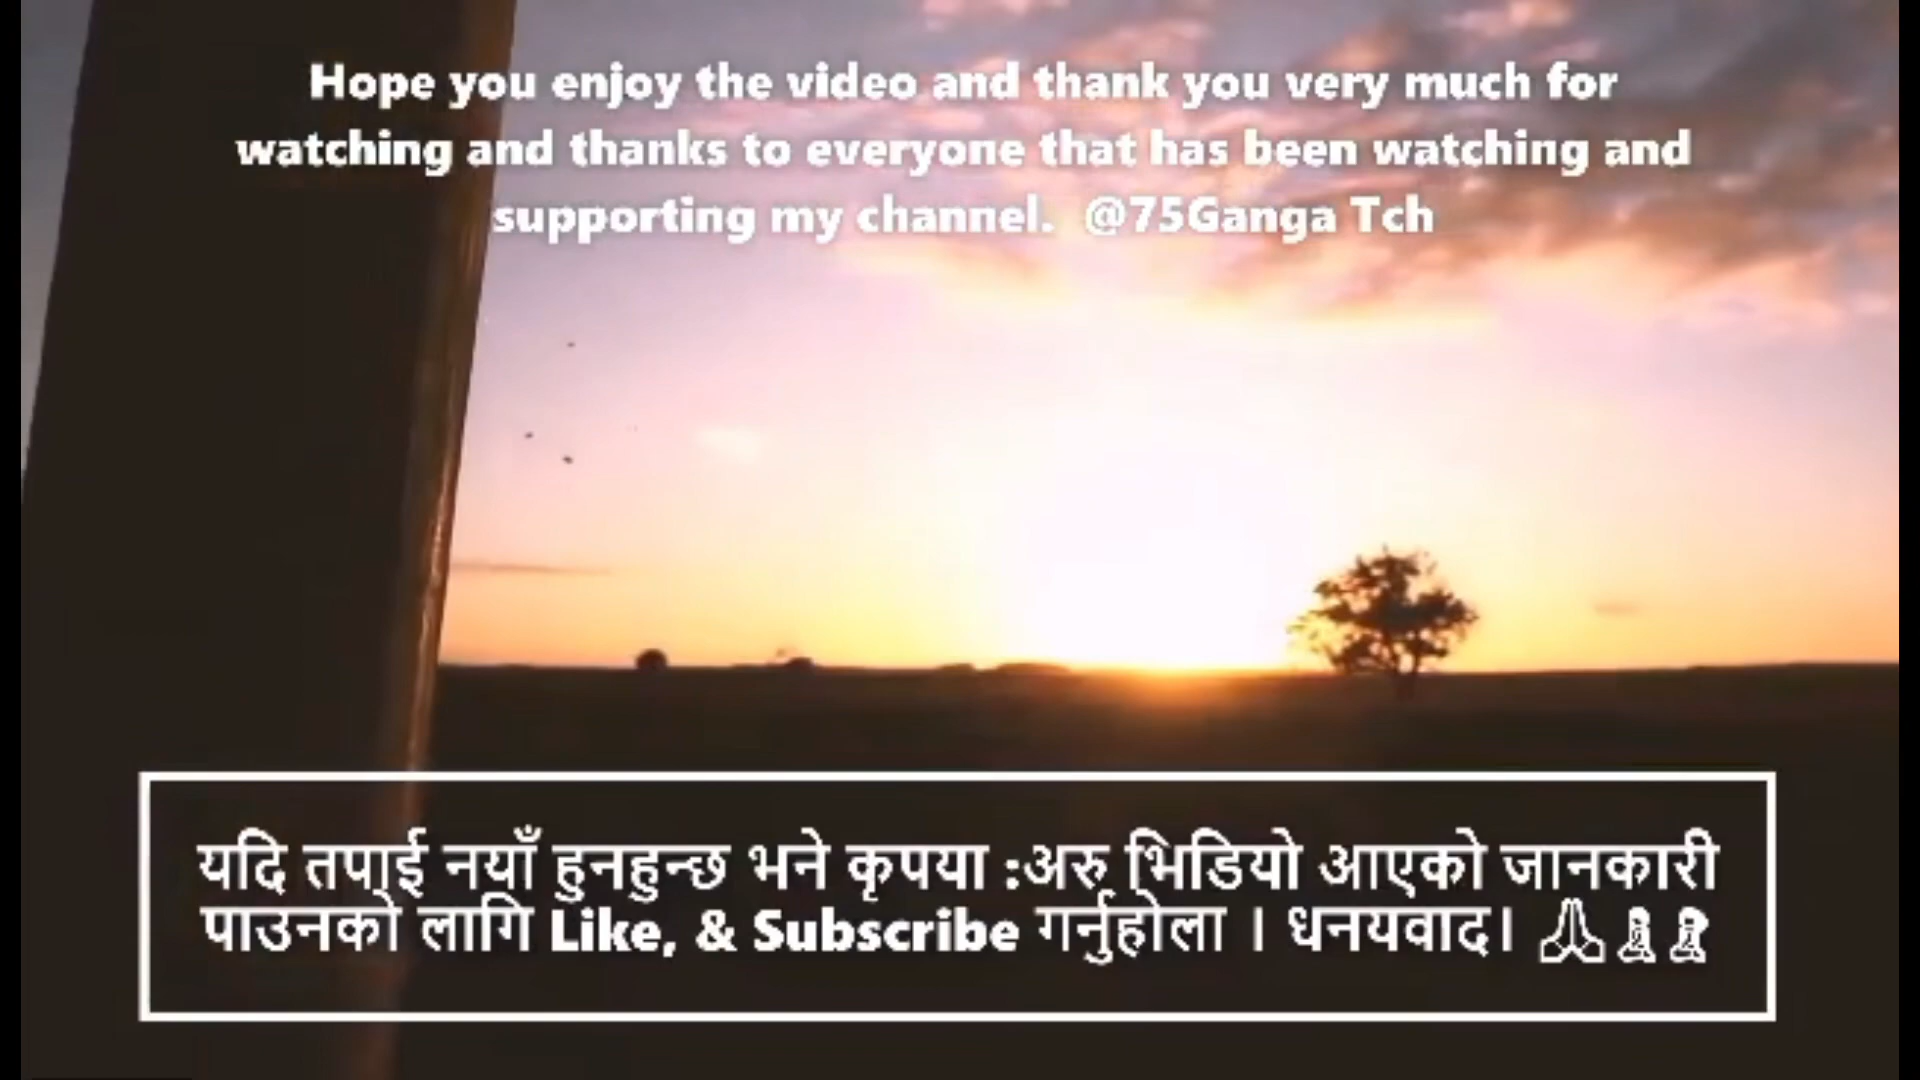 Hope you enjoy the video and thank you very much for
watching and thanks to everyone that has been watching and
supporting my channel. @75Ganga Tch
यदि तपाई नयाँ हुनहुन्छ भने कृपया :अरु भिडियो आएको जानकारी
पाउनको लागि Like, & Subscribe गर्नुहोला । धनयवाद। 🙏